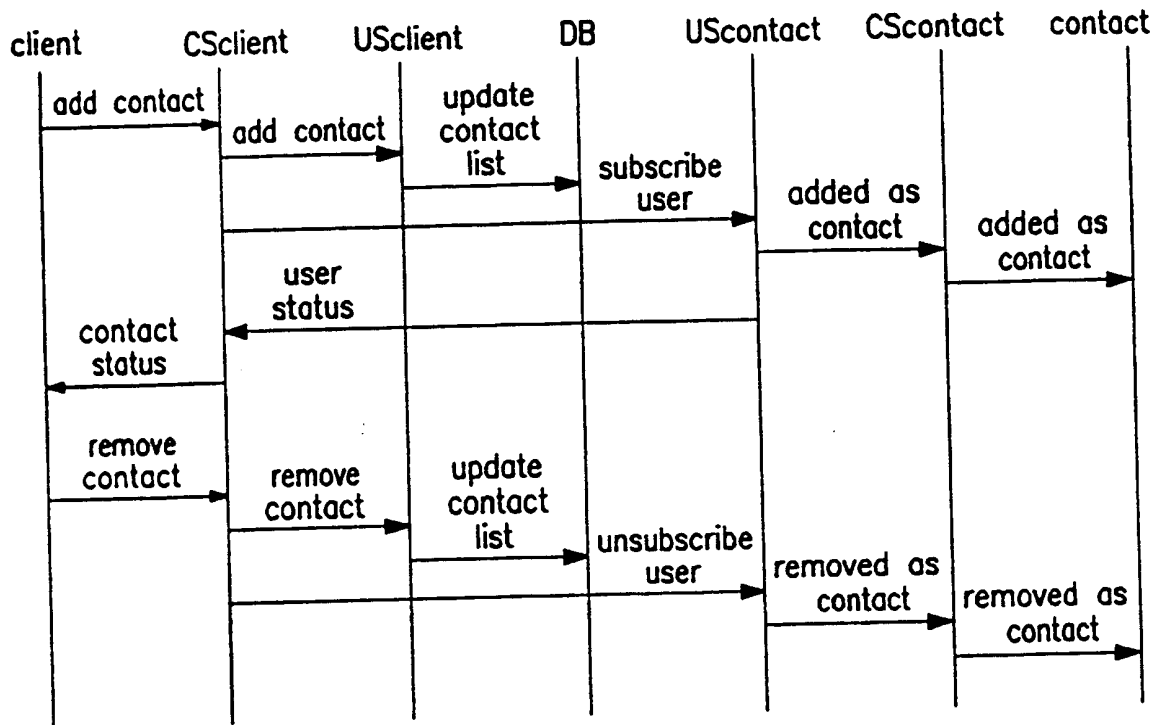 client CSclient USclient DB UScontact CScontact contact
add contact
add contact
update
contact
list
subscribe
user
added as
contact
added as
contact
user
status
contact
status
remove
contact
remove
contact
update
contact
list
unsubscribe
user
removed as
contact
removed as
contact